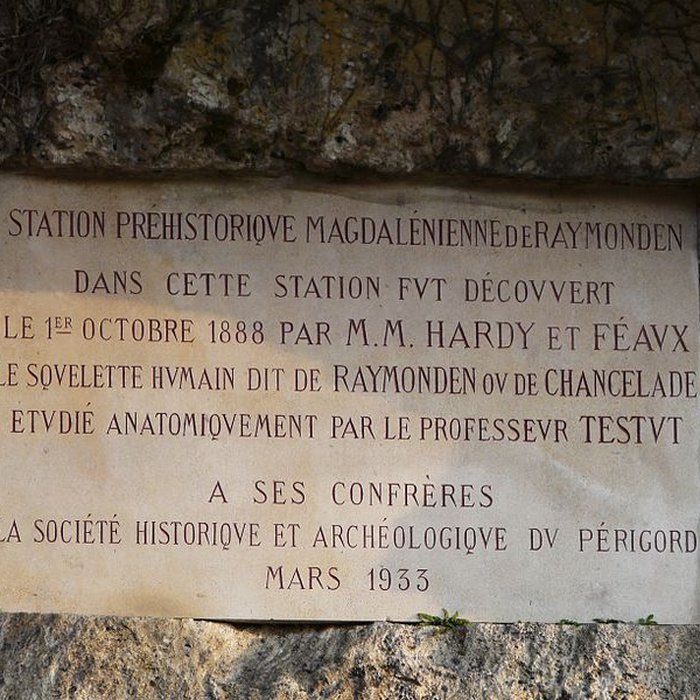 STATION PRÉHISTORIQVE MAGDALÉNIENNE DE RAYMONDEN
DANS CETTE STATION FVT DÉCOVVERT
LE 1ER OCTOBRE 1888 PAR M.M. HARDY ET FÉAVX
LE SQVELETTE HVMAIN DIT DE RAYMONDEN OV DE CHANCELADE
ETVDIÉ ANATOMIQVEMENT PAR LE PROFESSEVR TESTVT
A SES CONFRÈRES
LA SOCIÉTÉ HISTORIQVE ET ARCHÉOLOGIQVE DV PÉRIGORD
MARS 1933